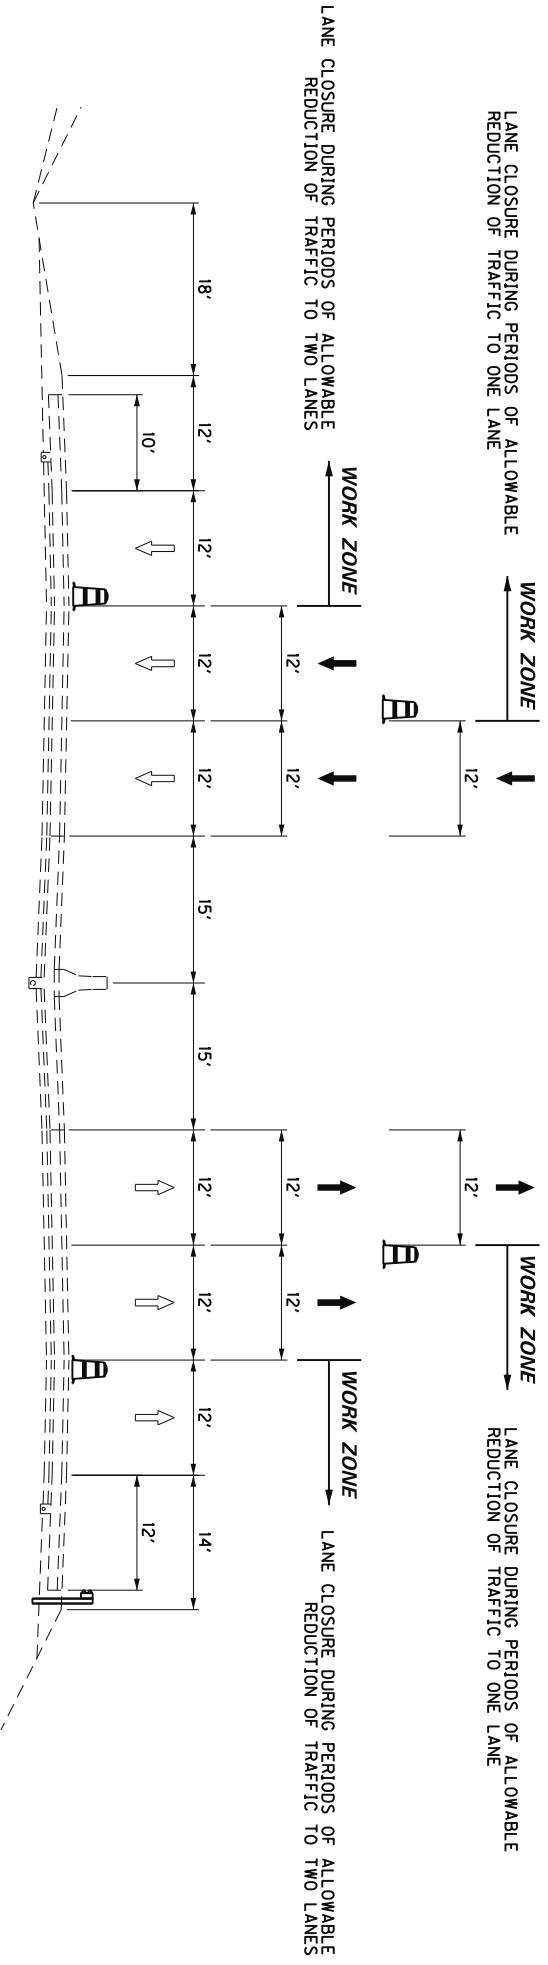 LANE CLOSURE DURING PERIODS OF ALLOWABLE
REDUCTION OF TRAFFIC TO ONE LANE
WORK ZONE
WORK ZONE
LANE CLOSURE DURING PERIODS OF ALLOWABLE
REDUCTION OF TRAFFIC TO ONE LANE
12'
12'
LANE CLOSURE DURING PERIODS OF ALLOWABLE
REDUCTION OF TRAFFIC TO TWO LANES
WORK ZONE
WORK ZONE
LANE CLOSURE DURING PERIODS OF ALLOWABLE
REDUCTION OF TRAFFIC TO TWO LANES
12'
12'
12'
12'
18'
12'
12'
12'
12'
15'
15'
12'
12'
12'
14'
10'
12'